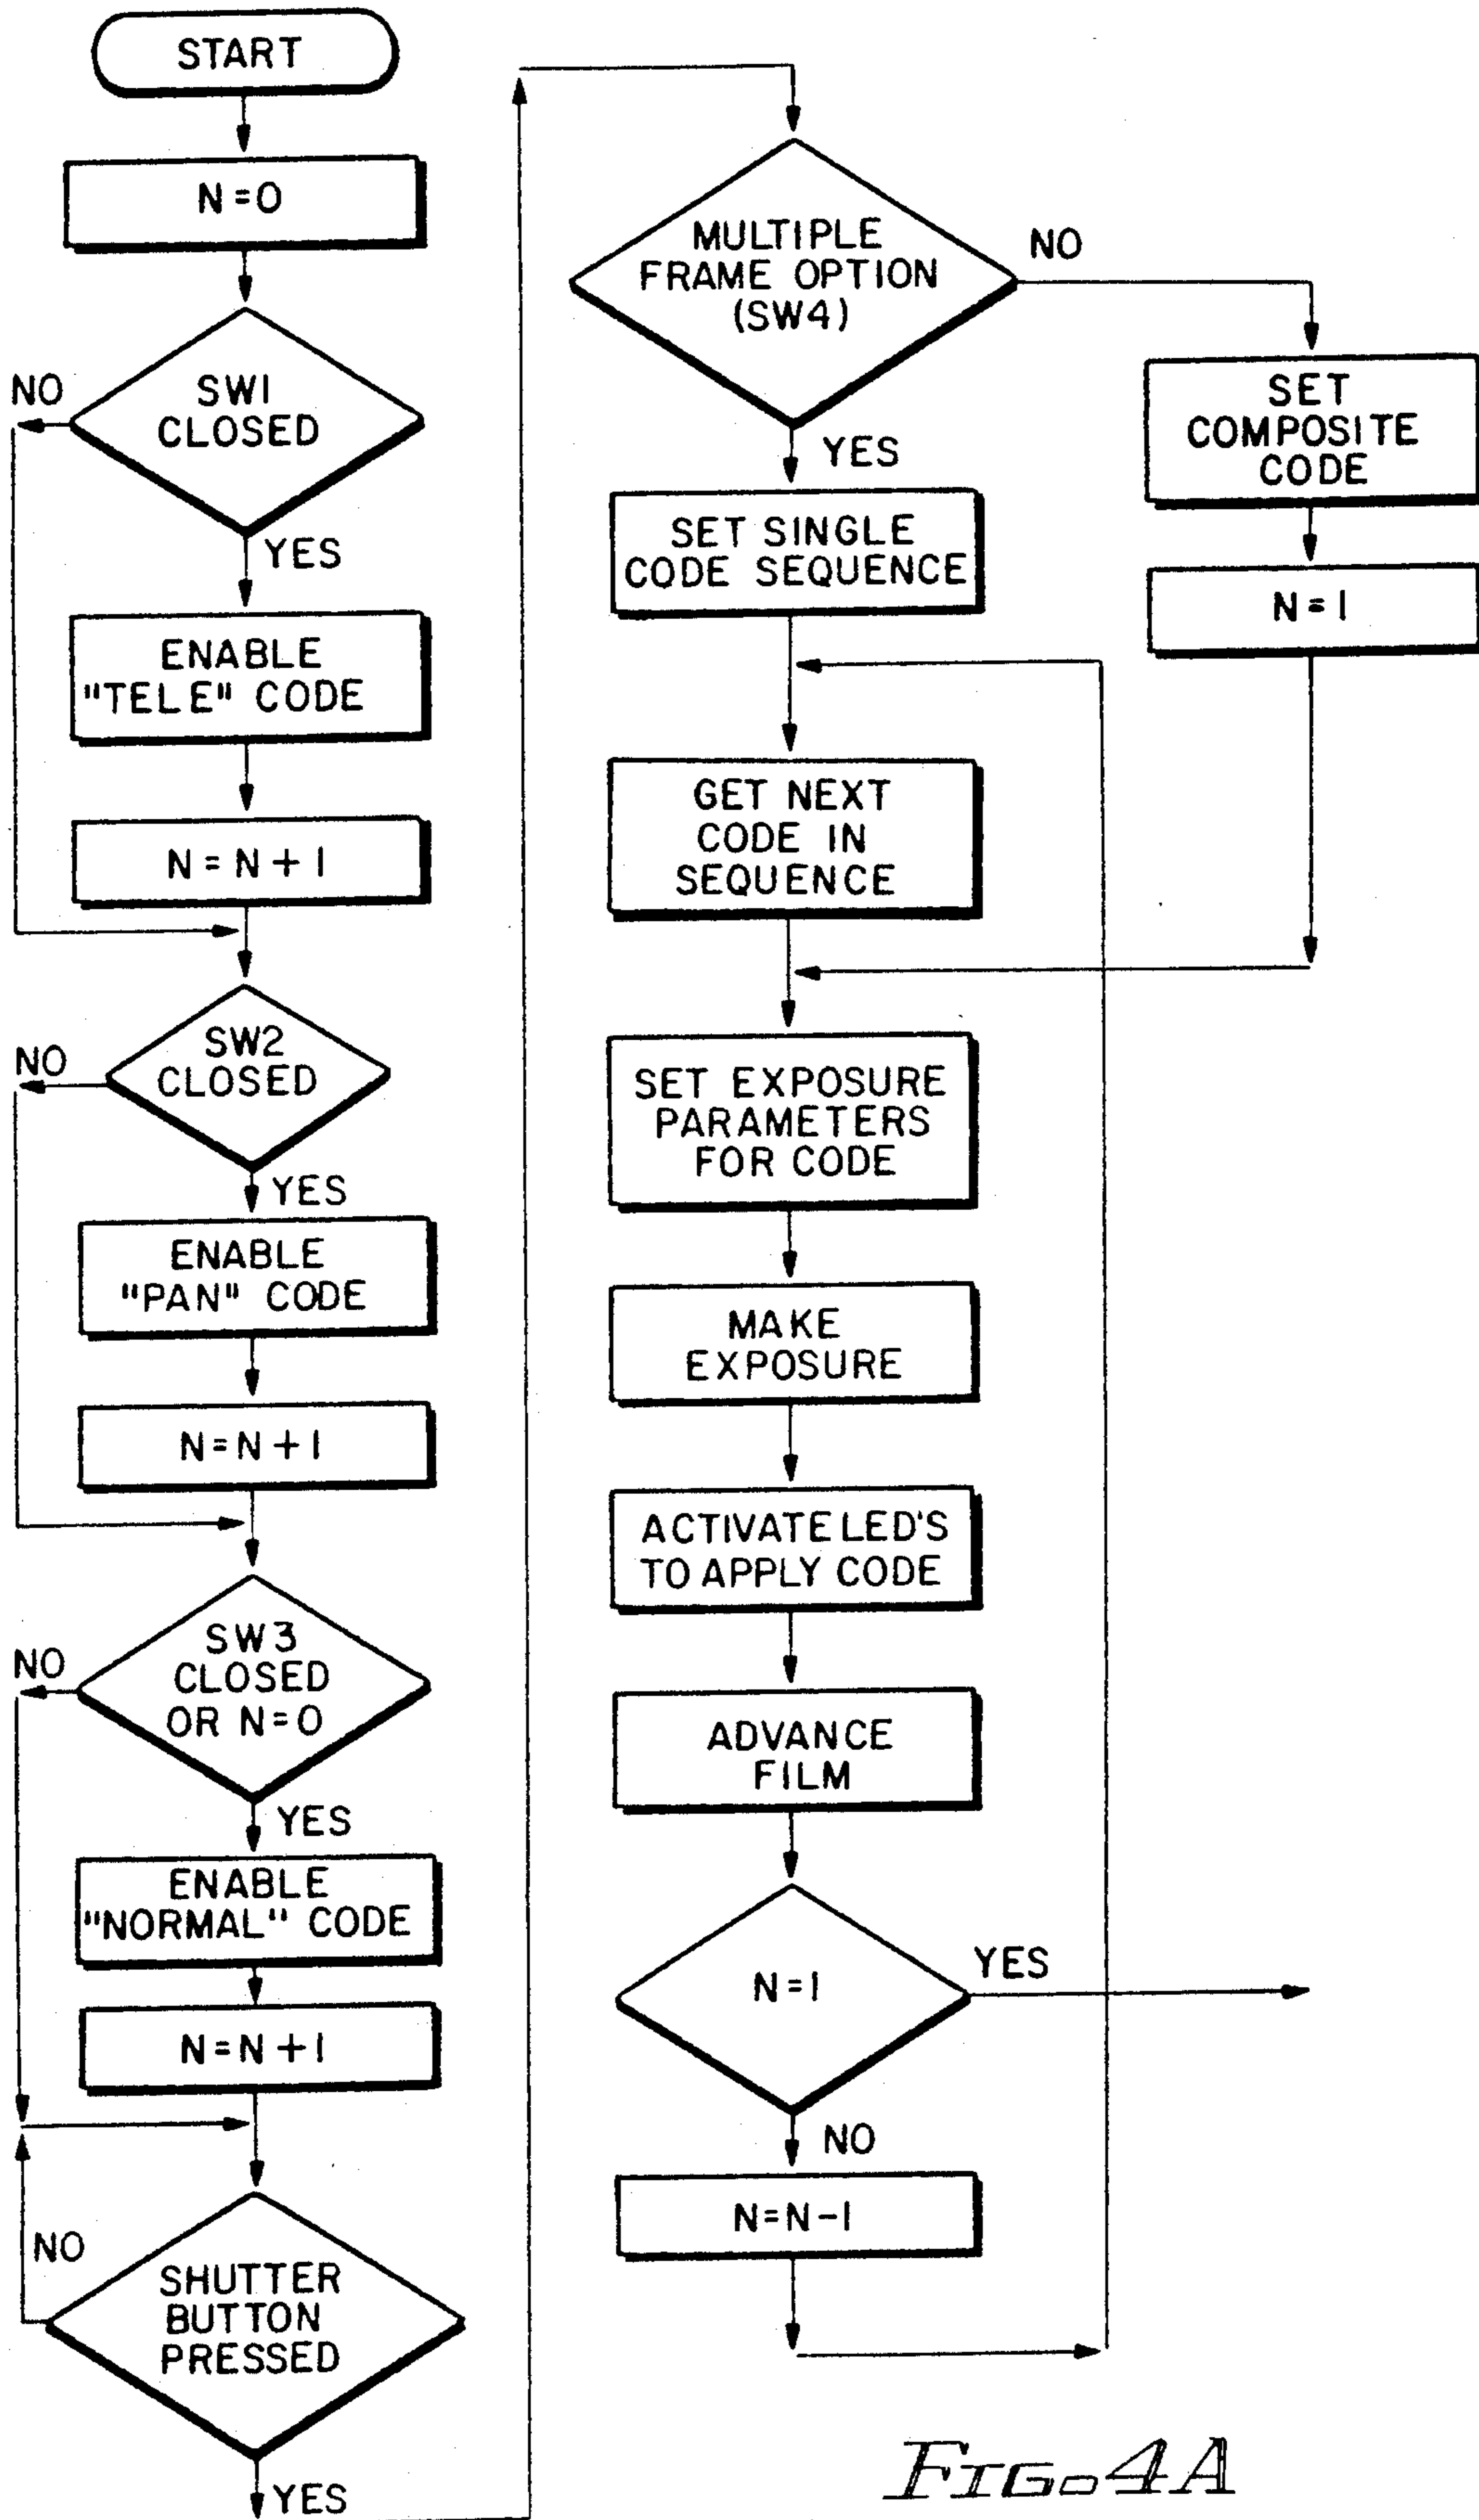 START
N=0
SW1
CLOSED
NO
YES
ENABLE
"TELE" CODE
N=N+1
SW2
CLOSED
NO
YES
ENABLE
"PAN" CODE
N=N+1
SW3
CLOSED
OR N=0
NO
YES
ENABLE
"NORMAL" CODE
N=N+1
SHUTTER
BUTTON
PRESSED
NO
YES
MULTIPLE
FRAME OPTION
(SW4)
NO
YES
SET
COMPOSITE
CODE
N=1
SET SINGLE
CODE SEQUENCE
GET NEXT
CODE IN
SEQUENCE
SET EXPOSURE
PARAMETERS
FOR CODE
MAKE
EXPOSURE
ACTIVATE LED'S
TO APPLY CODE
ADVANCE
FILM
N=1
YES
NO
N=N-1
FIG. 4A